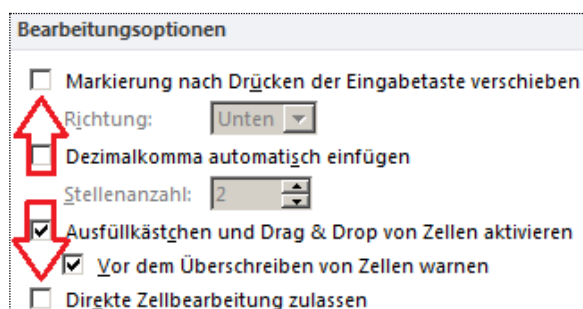 Bearbeitungsoptionen
Markierung nach Drücken der Eingabetaste verschieben
Richtung: Unten
Dezimalkomma automatisch einfügen
Stellenanzahl: 2
Ausfüllkästchen und Drag & Drop von Zellen aktivieren
Vor dem Überschreiben von Zellen warnen
Direkte Zellbearbeitung zulassen